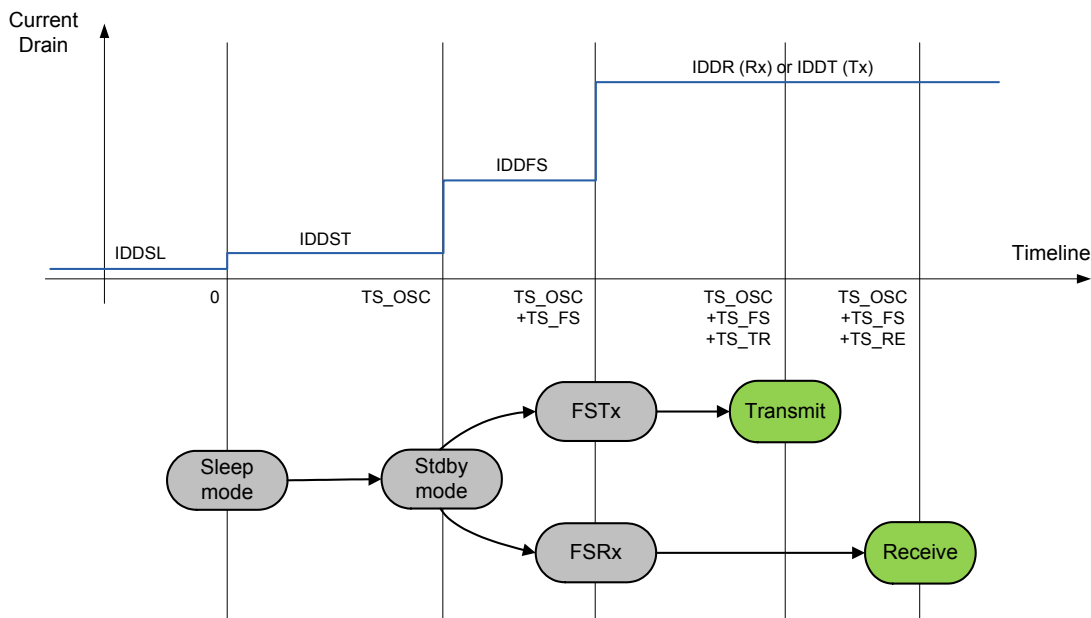 Current
Drain
IDDR (Rx) or IDDT (Tx)
IDDFS
IDDSL
IDDST
Timeline
0
TS_OSC
TS_OSC
+TS_FS
TS_OSC
+TS_FS
+TS_TR
TS_OSC
+TS_FS
+TS_RE
FSTx
Transmit
Sleep
mode
Stdby
mode
FSRx
Receive